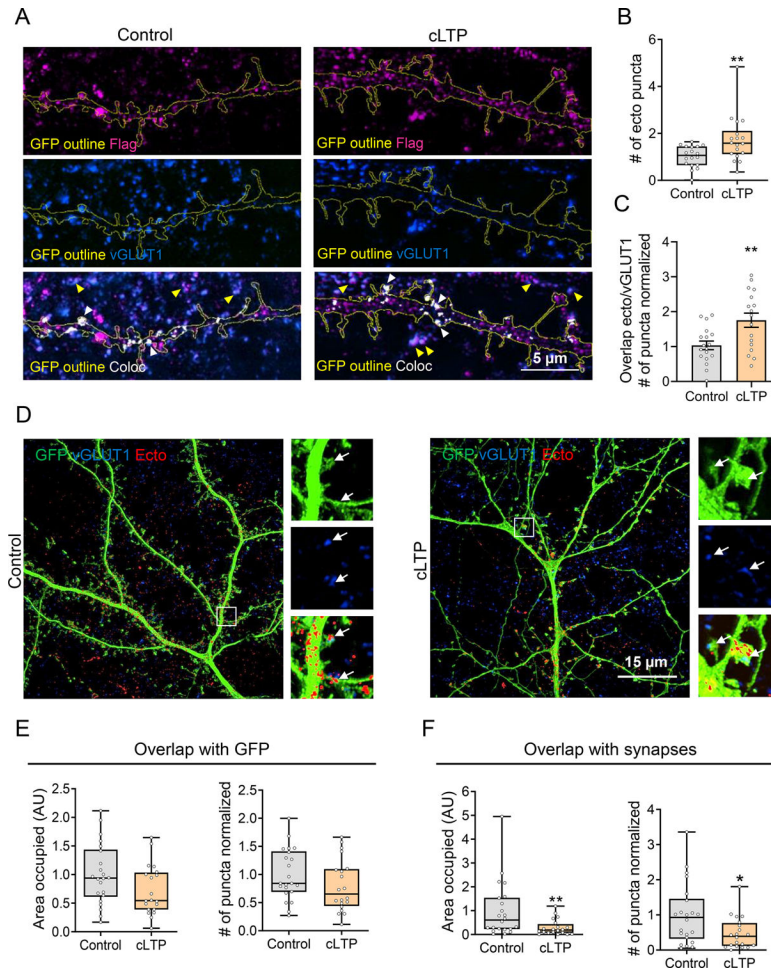 A
Control
cLTP
GFP outline Flag
GFP outline Flag
GFP outline vGLUT1
GFP outline vGLUT1
GFP outline Coloc
GFP outline Coloc
5 µm
B
# of ecto puncta
6
4
2
0
**
Control
cLTP
C
Overlap ecto/vGLUT1
# of puncta normalized
4
3
2
1
0
**
Control
cLTP
D
Control
GFP vGLUT1 Ecto
cLTP
GFP vGLUT1 Ecto
15 µm
E
Overlap with GFP
Area occupied (AU)
2.5
2.0
1.5
1.0
0.5
0.0
Control
cLTP
# of puncta normalized
2.5
2.0
1.5
1.0
0.5
0.0
Control
cLTP
F
Overlap with synapses
Area occupied (AU)
6
5
4
3
2
1
0
**
Control
cLTP
# of puncta normalized
4
3
2
1
0
*
Control
cLTP